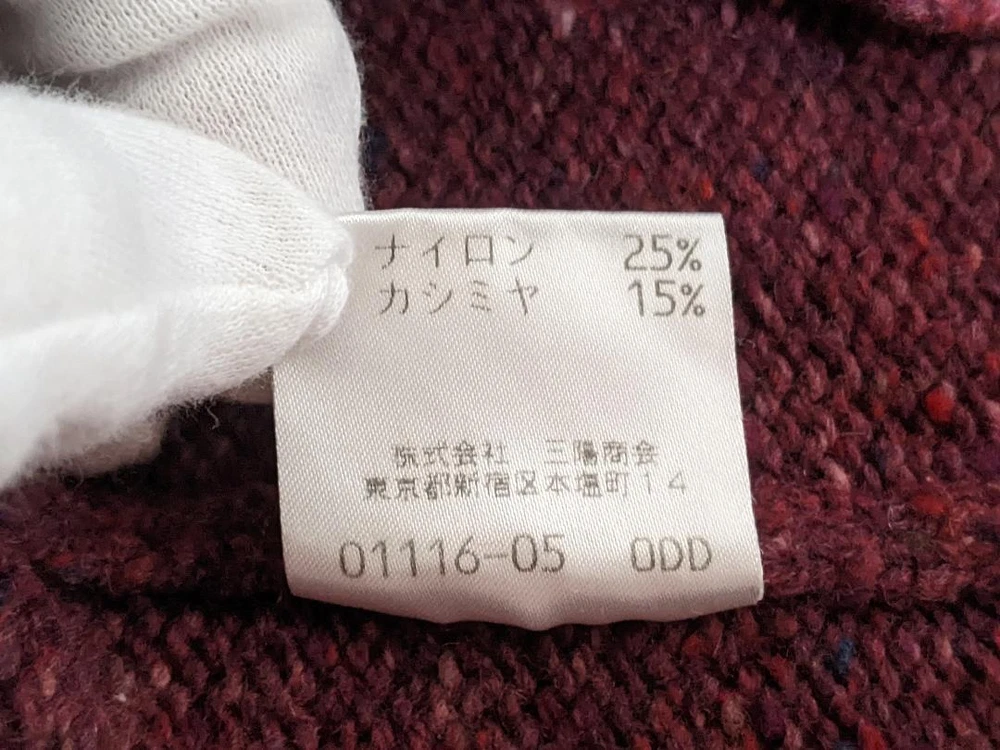 ナイロン 25%
カシミヤ 15%
株式会社 三陽商会
東京都新宿区本塩町14
01116-05 ODD